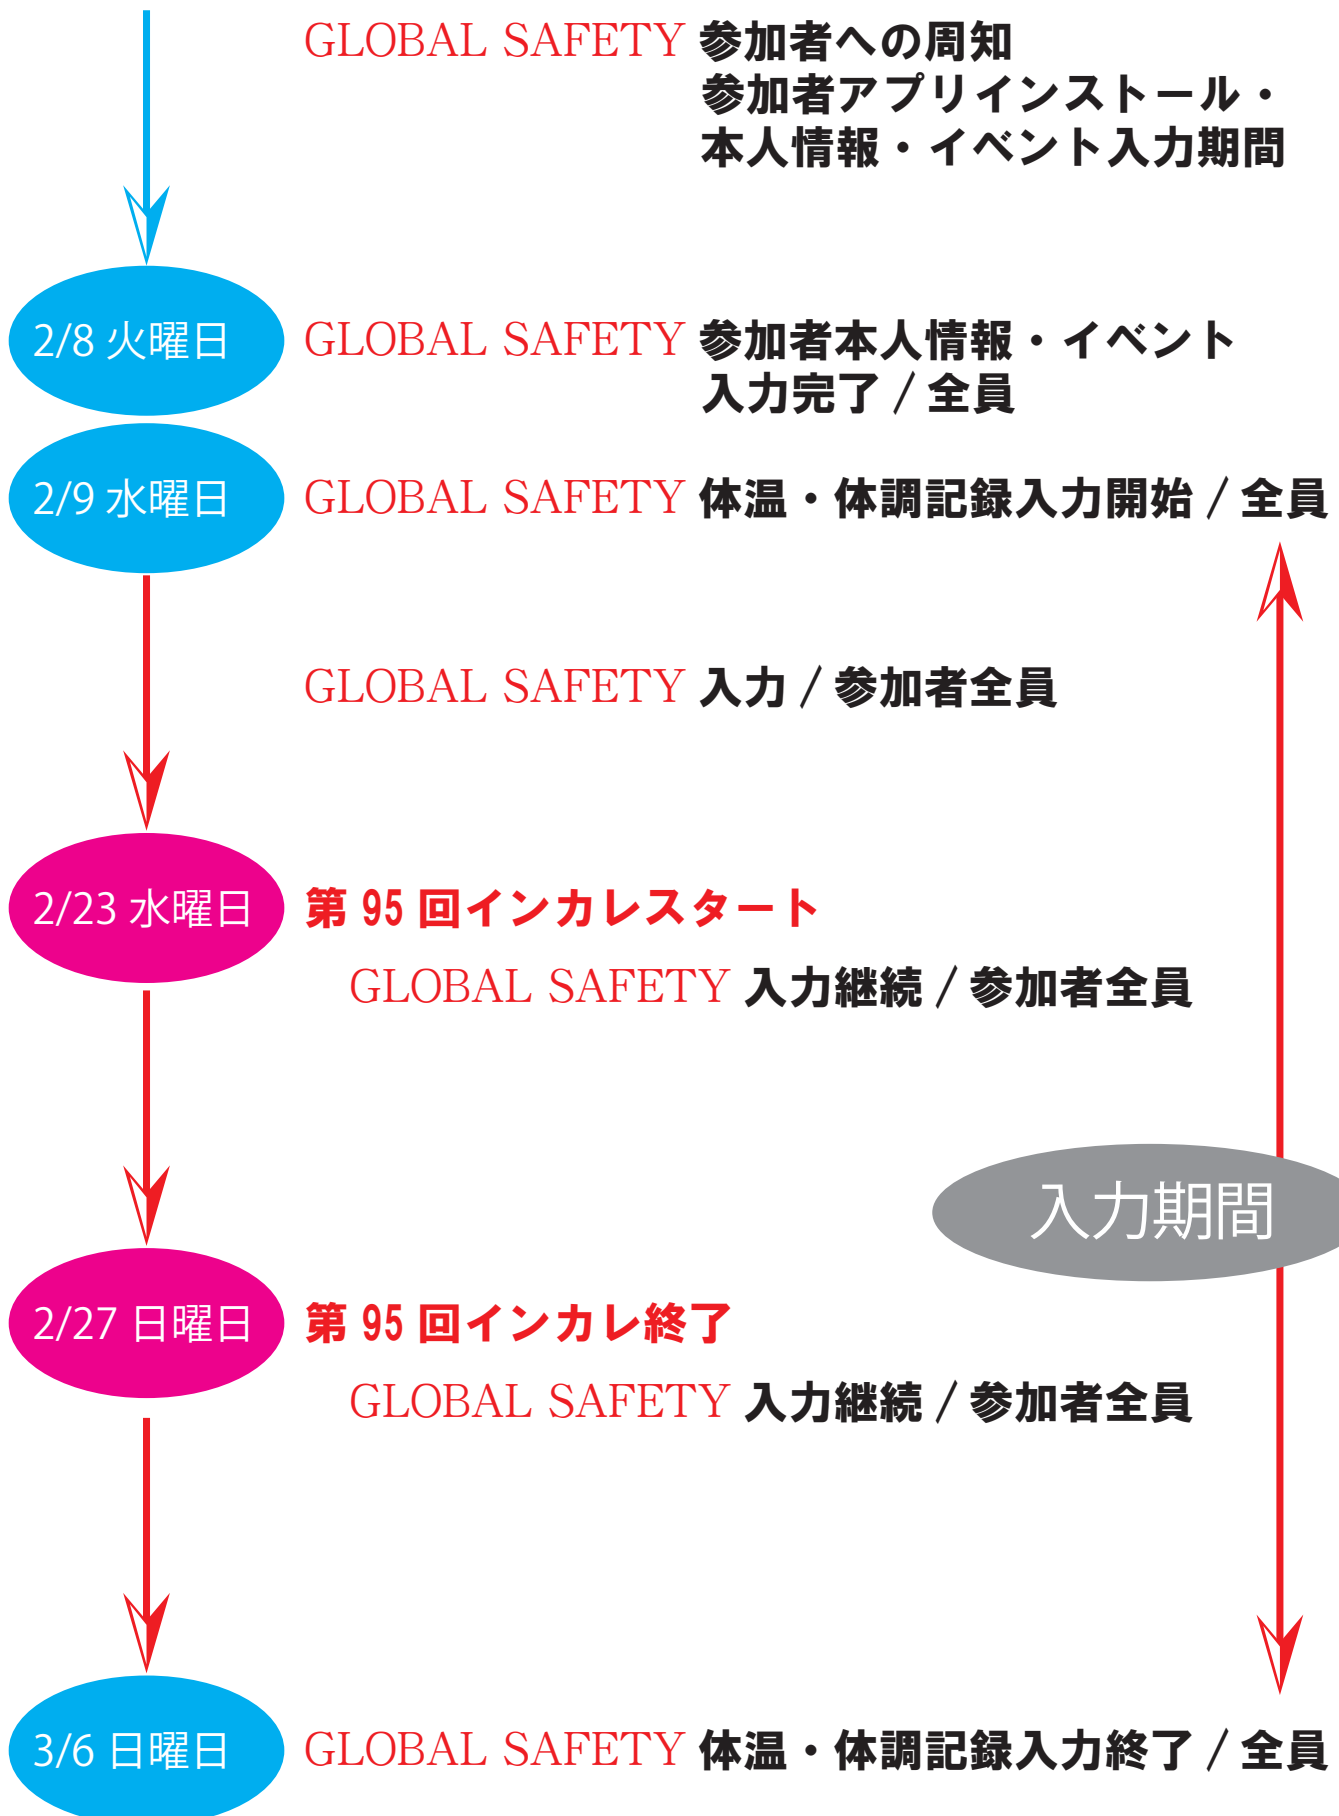 GLOBAL SAFETY 参加者への周知
参加者アプリインストール・
本人情報・イベント入力期間
2/8 火曜日
GLOBAL SAFETY 参加者本人情報・イベント
入力完了 / 全員
2/9 水曜日
GLOBAL SAFETY 体温・体調記録入力開始 / 全員
GLOBAL SAFETY 入力 / 参加者全員
2/23 水曜日
第 95 回インカレスタート
GLOBAL SAFETY 入力継続 / 参加者全員
入力期間
2/27 日曜日
第 95 回インカレ終了
GLOBAL SAFETY 入力継続 / 参加者全員
3/6 日曜日
GLOBAL SAFETY 体温・体調記録入力終了 / 全員